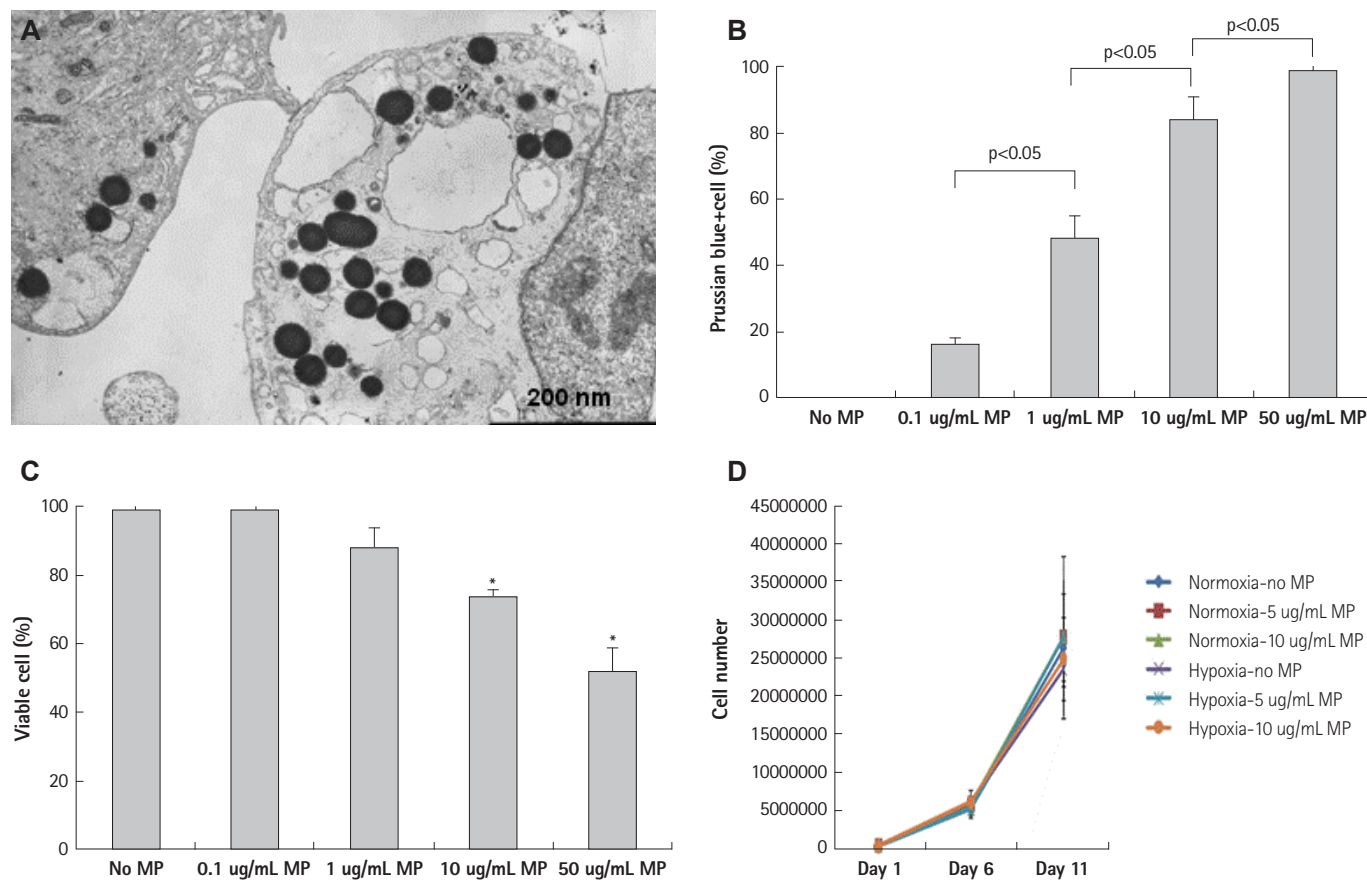 A
200 nm
B
Prussian blue+cell (%)
100
80
60
40
20
0
p<0.05
p<0.05
p<0.05
No MP
0.1 ug/mL MP
1 ug/mL MP
10 ug/mL MP
50 ug/mL MP
C
Viable cell (%)
100
80
60
40
20
0
*
*
No MP
0.1 ug/mL MP
1 ug/mL MP
10 ug/mL MP
50 ug/mL MP
D
Cell number
45000000
40000000
35000000
30000000
25000000
20000000
15000000
10000000
5000000
0
Day 1
Day 6
Day 11
Normoxia-no MP
Normoxia-5 ug/mL MP
Normoxia-10 ug/mL MP
Hypoxia-no MP
Hypoxia-5 ug/mL MP
Hypoxia-10 ug/mL MP